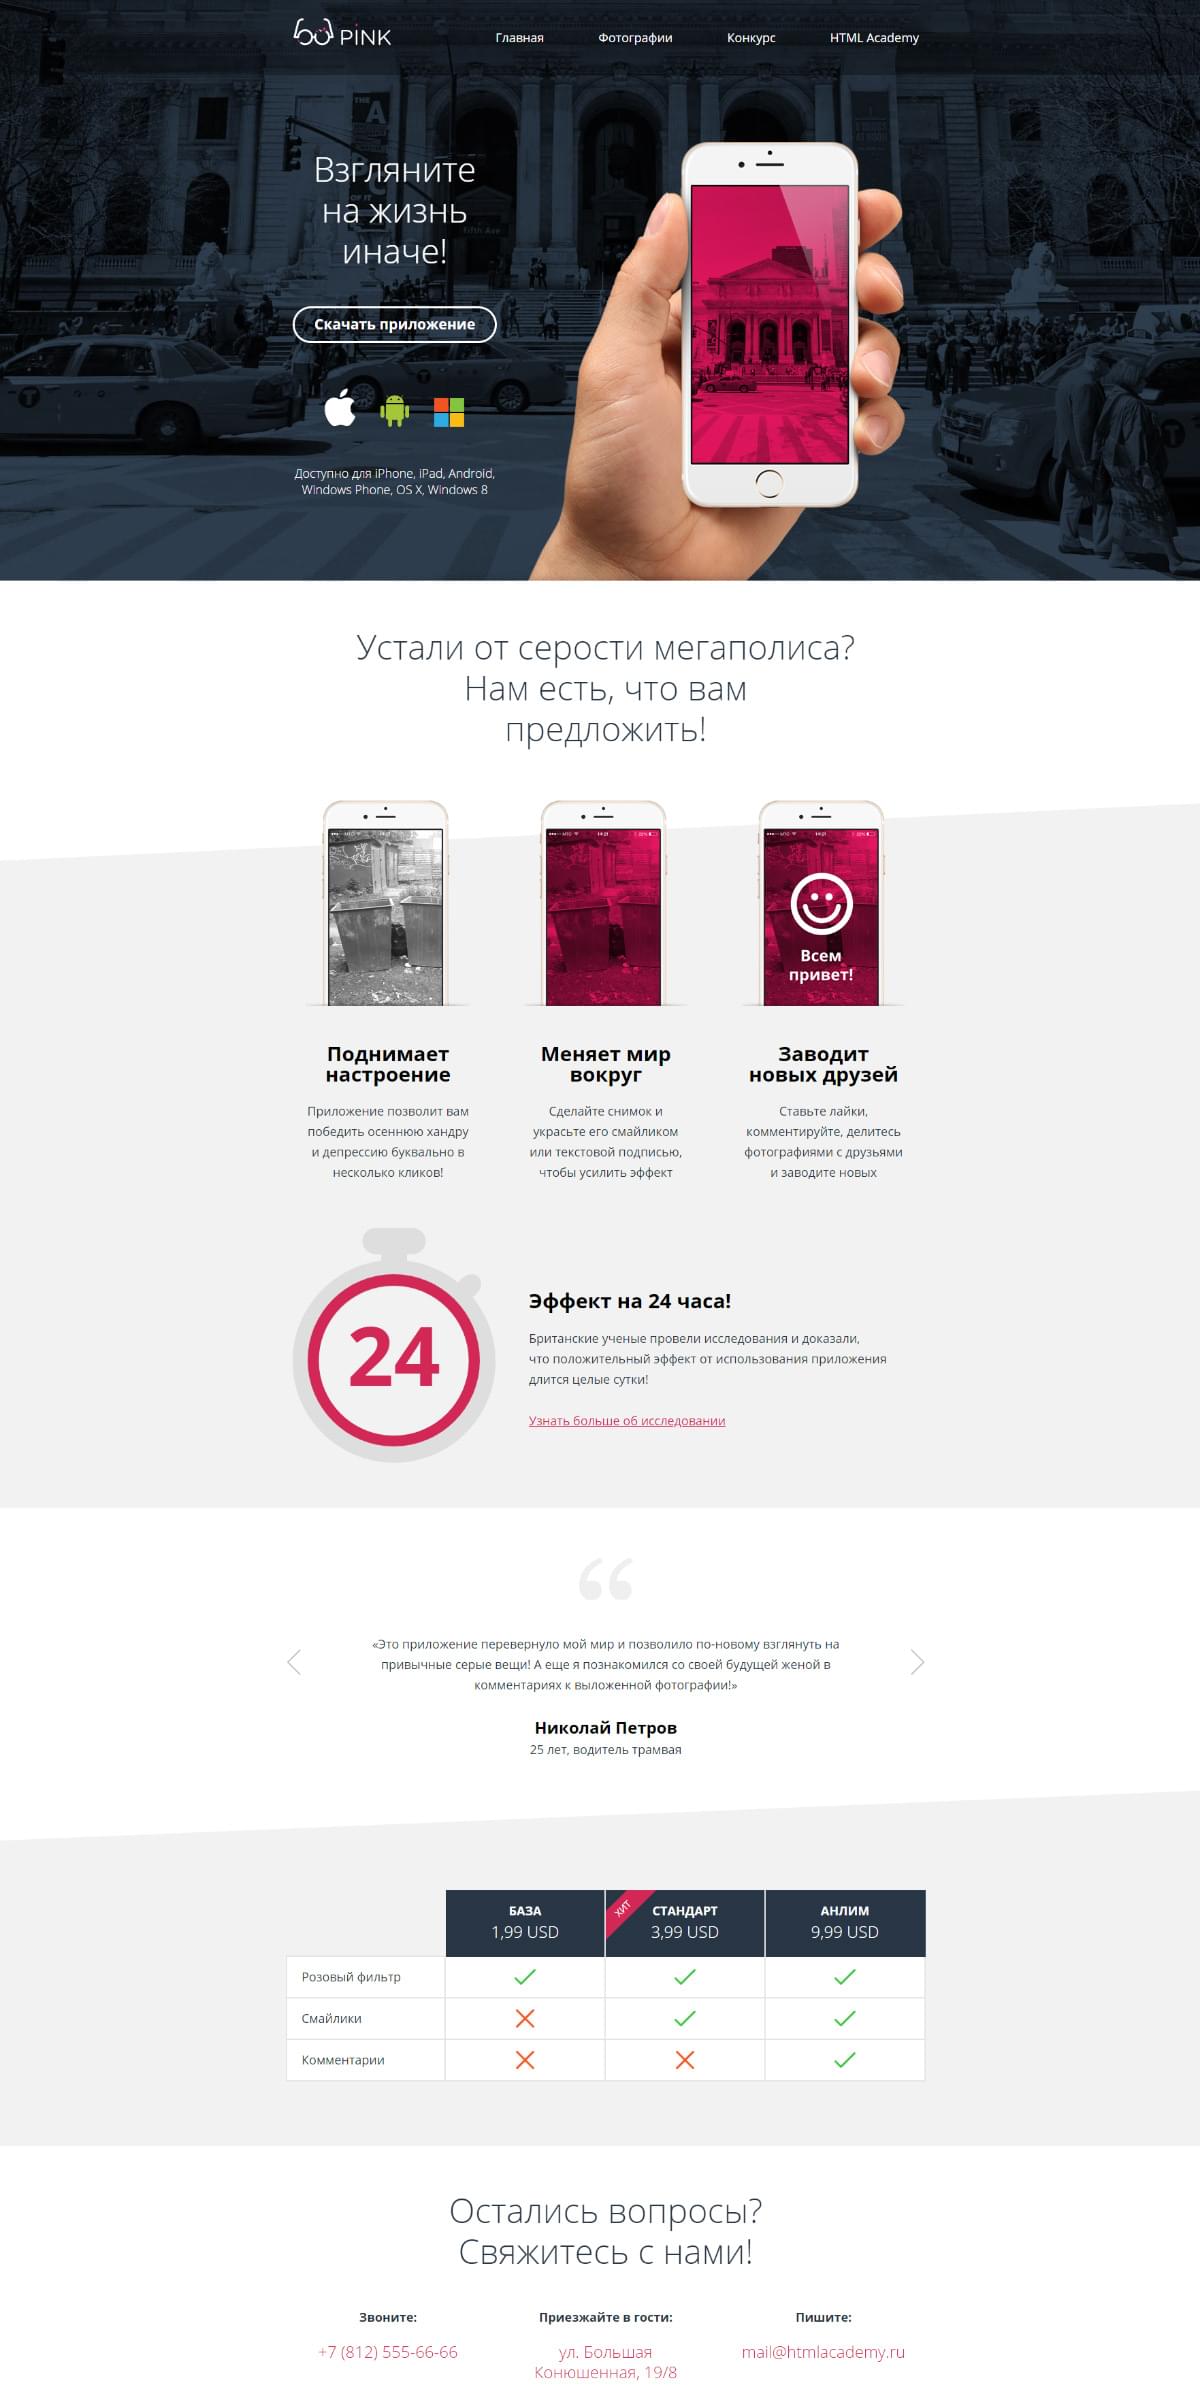 PINK
Главная
Фотографии
Конкурс
HTML Academy
THE
A
Fifth Ave
Взгляните
на жизнь
иначе!
Скачать приложение
Доступно для iPhone, iPad, Android,
Windows Phone, OS X, Windows 8
Устали от серости мегаполиса?
Нам есть, что вам
предложить!
Всем
привет!
Поднимает
настроение
Приложение позволит вам
победить осеннюю хандру
и депрессию буквально в
несколько кликов!
Меняет мир
вокруг
Сделайте снимок и
украсьте его смайликом
или текстовой подписью,
чтобы усилить эффект
Заводит
новых друзей
Ставьте лайки,
комментируйте, делитесь
фотографиями с друзьями
и заводите новых
24
Эффект на 24 часа!
Британские ученые провели исследования и доказали,
что положительный эффект от использования приложения
длится целые сутки!
Узнать больше об исследовании
«Это приложение перевернуло мой мир и позволило по-новому взглянуть на
привычные серые вещи! А еще я познакомился со своей будущей женой в
комментариях к выложенной фотографии!»
Николай Петров
25 лет, водитель трамвая
БАЗА
1,99 USD
ХИТ
СТАНДАРТ
3,99 USD
АНЛИМ
9,99 USD
Розовый фильтр
Смайлики
Комментарии
Остались вопросы?
Свяжитесь с нами!
Звоните:
+7 (812) 555-66-66
Приезжайте в гости:
ул. Большая
Конюшенная, 19/8
Пишите:
mail@htmlacademy.ru